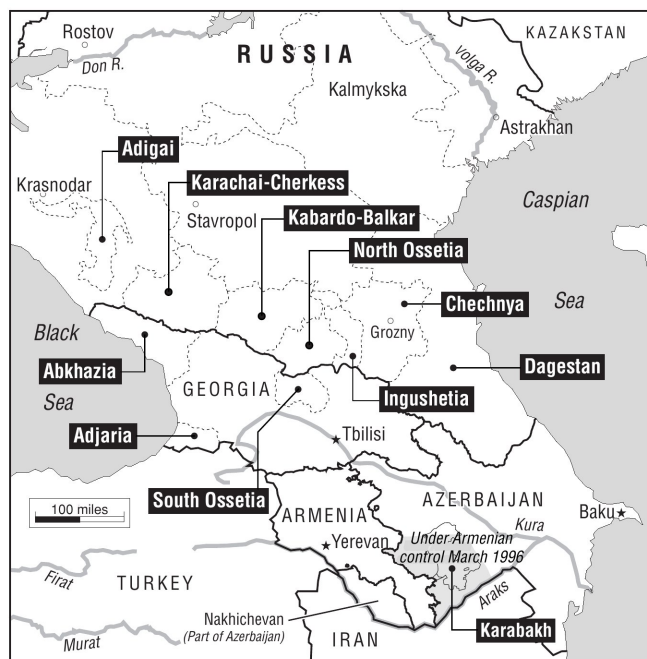 Rostov
RUSSIA
KAZAKSTAN
Don R.
Volga R.
Kalmykska
Astrakhan
Adigai
Krasnodar
Karachai-Cherkess
Stavropol
Kabardo-Balkar
Caspian
North Ossetia
Chechnya
Sea
Grozny
Black
Abkhazia
Dagestan
GEORGIA
Ingushetia
Sea
Adjaria
Tbilisi
South Ossetia
100 miles
AZERBAIJAN
ARMENIA
Baku
Kura
Under Armenian
control March 1996
Yerevan
Firat
TURKEY
Araks
Nakhichevan
(Part of Azerbaijan)
Karabakh
Murat
IRAN